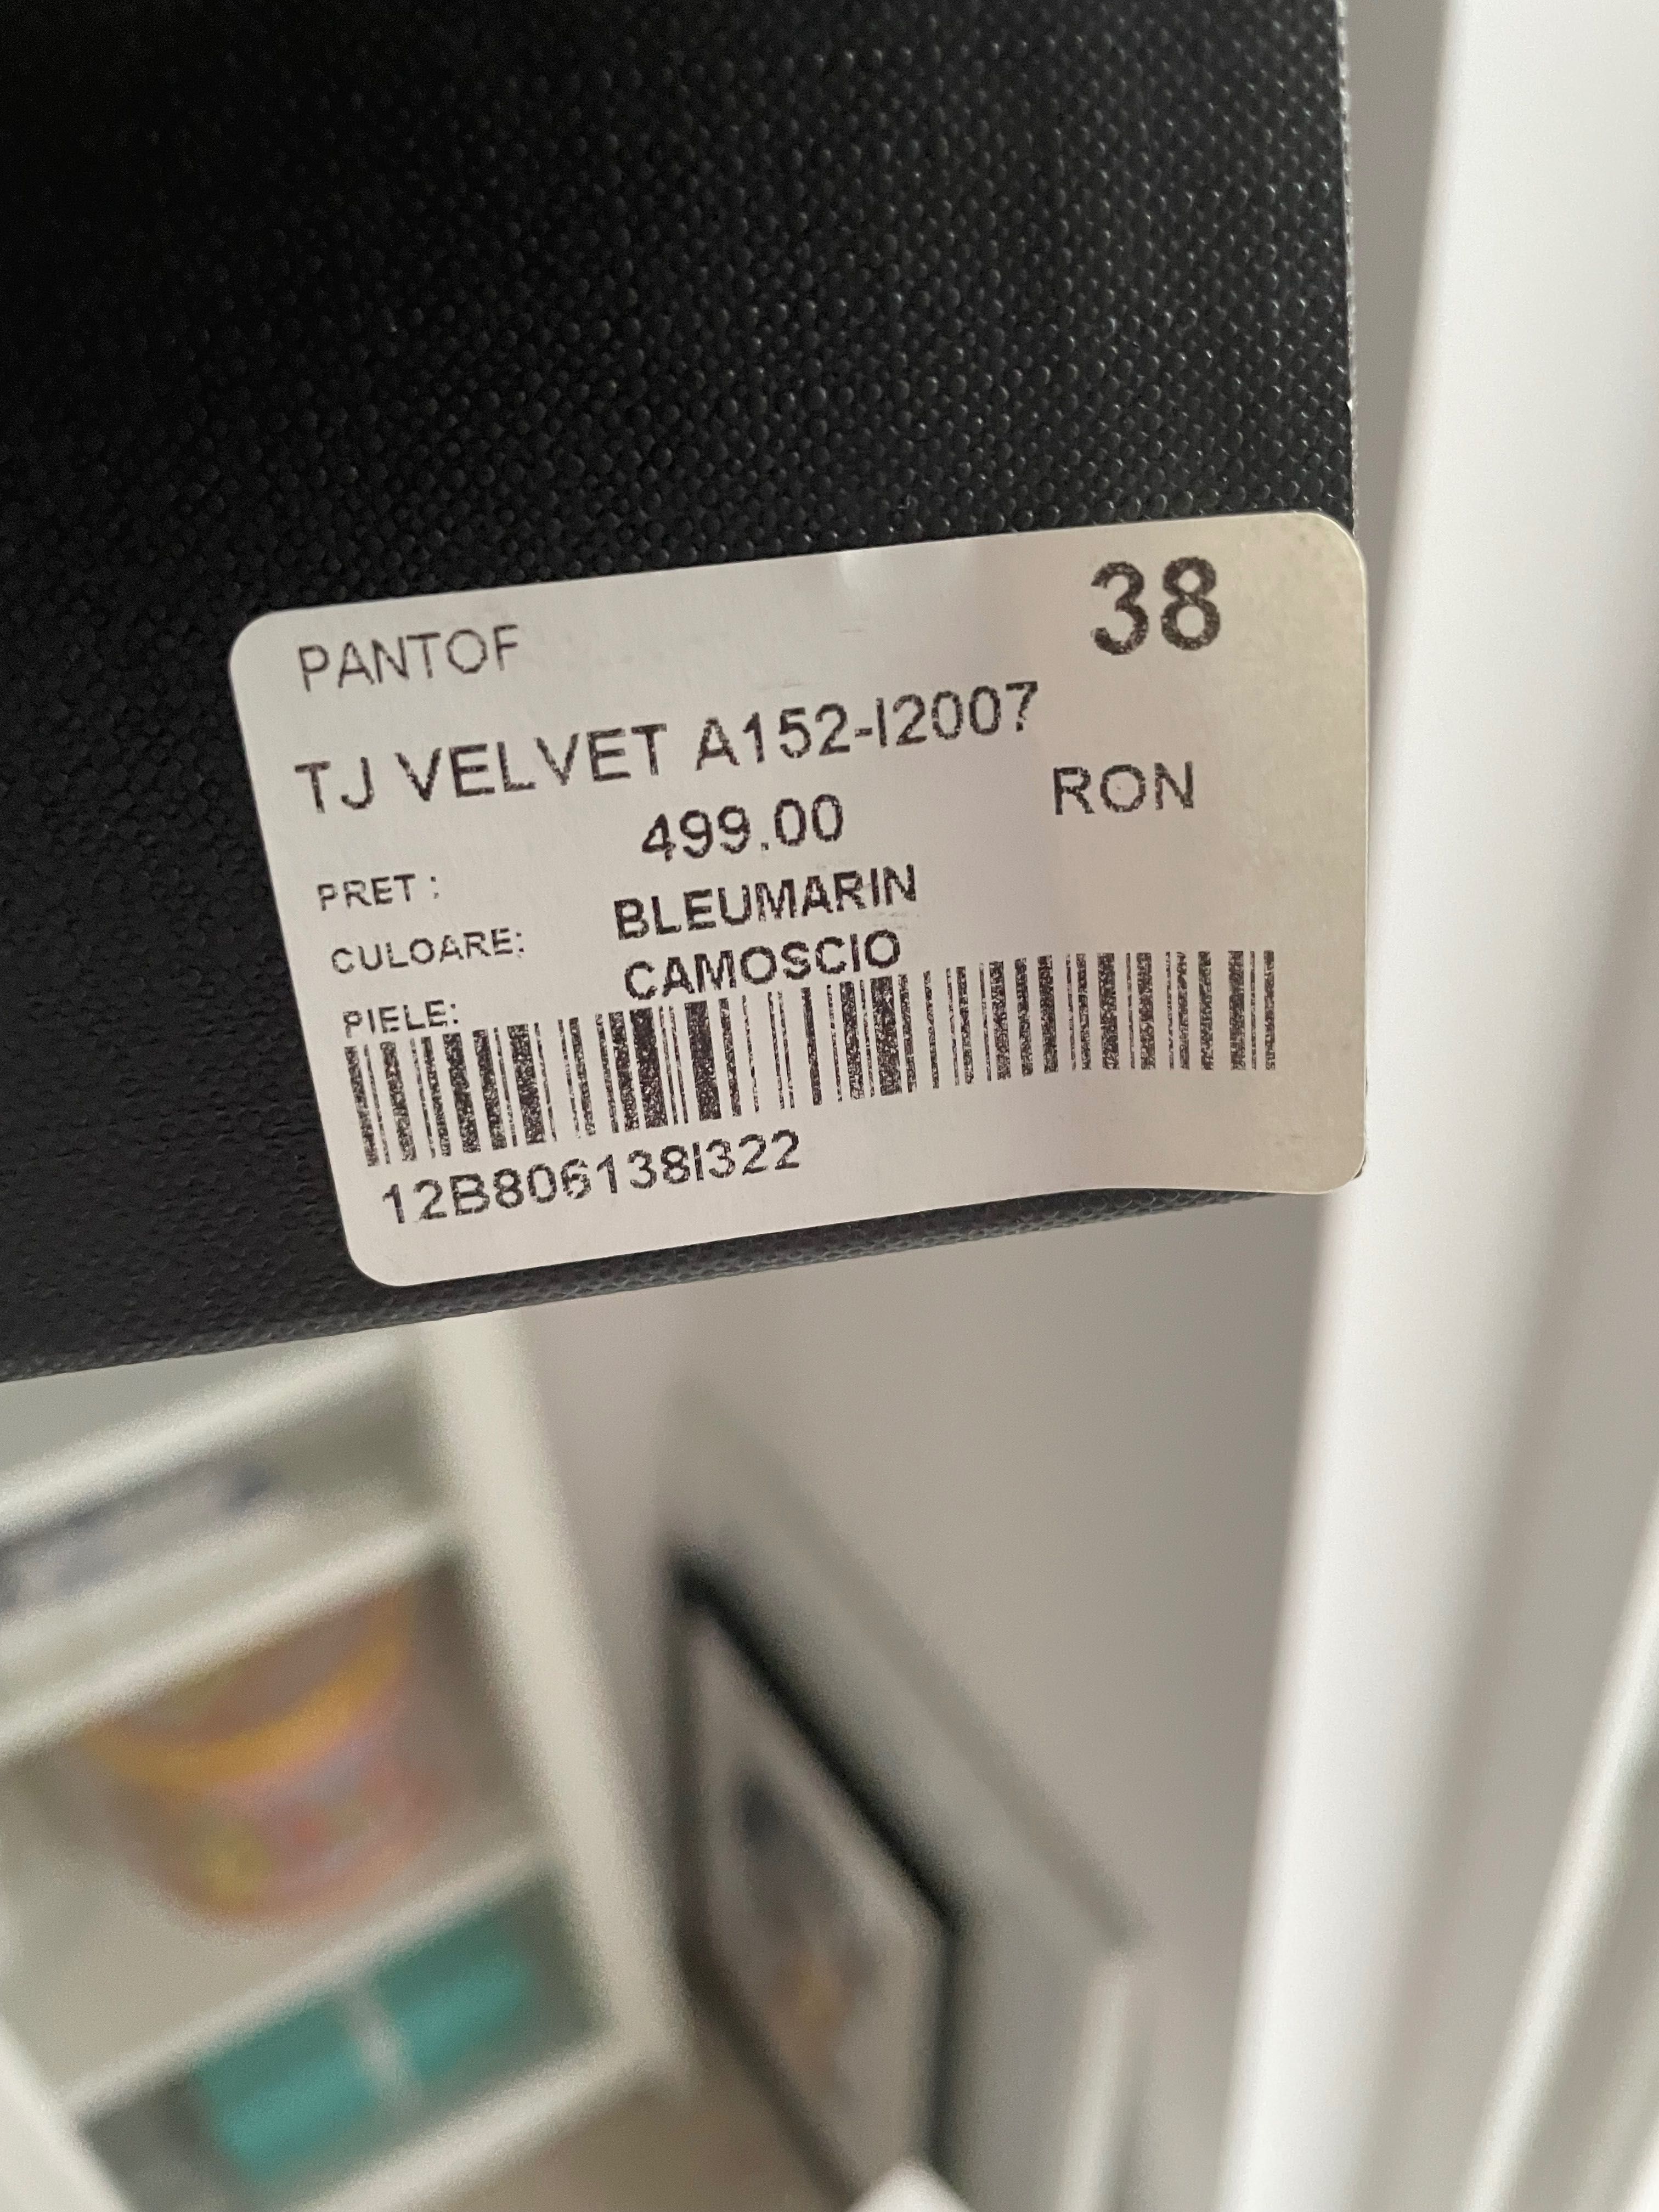 PANTOF 38
TJ VELVET A152-I2007
PRET : 499.00 RON
CULOARE: BLEUMARIN
PIELE: CAMOSCIO
12B806138I322